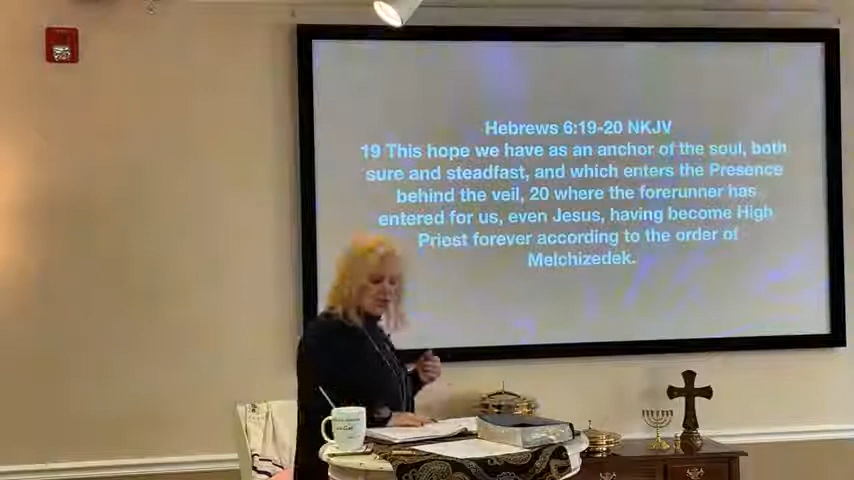 Hebrews 6:19-20 NKJV
19 This hope we have as an anchor of the soul, both
sure and steadfast, and which enters the Presence
behind the veil, 20 where the forerunner has
entered for us, even Jesus, having become High
Priest forever according to the order of
Melchizedek.